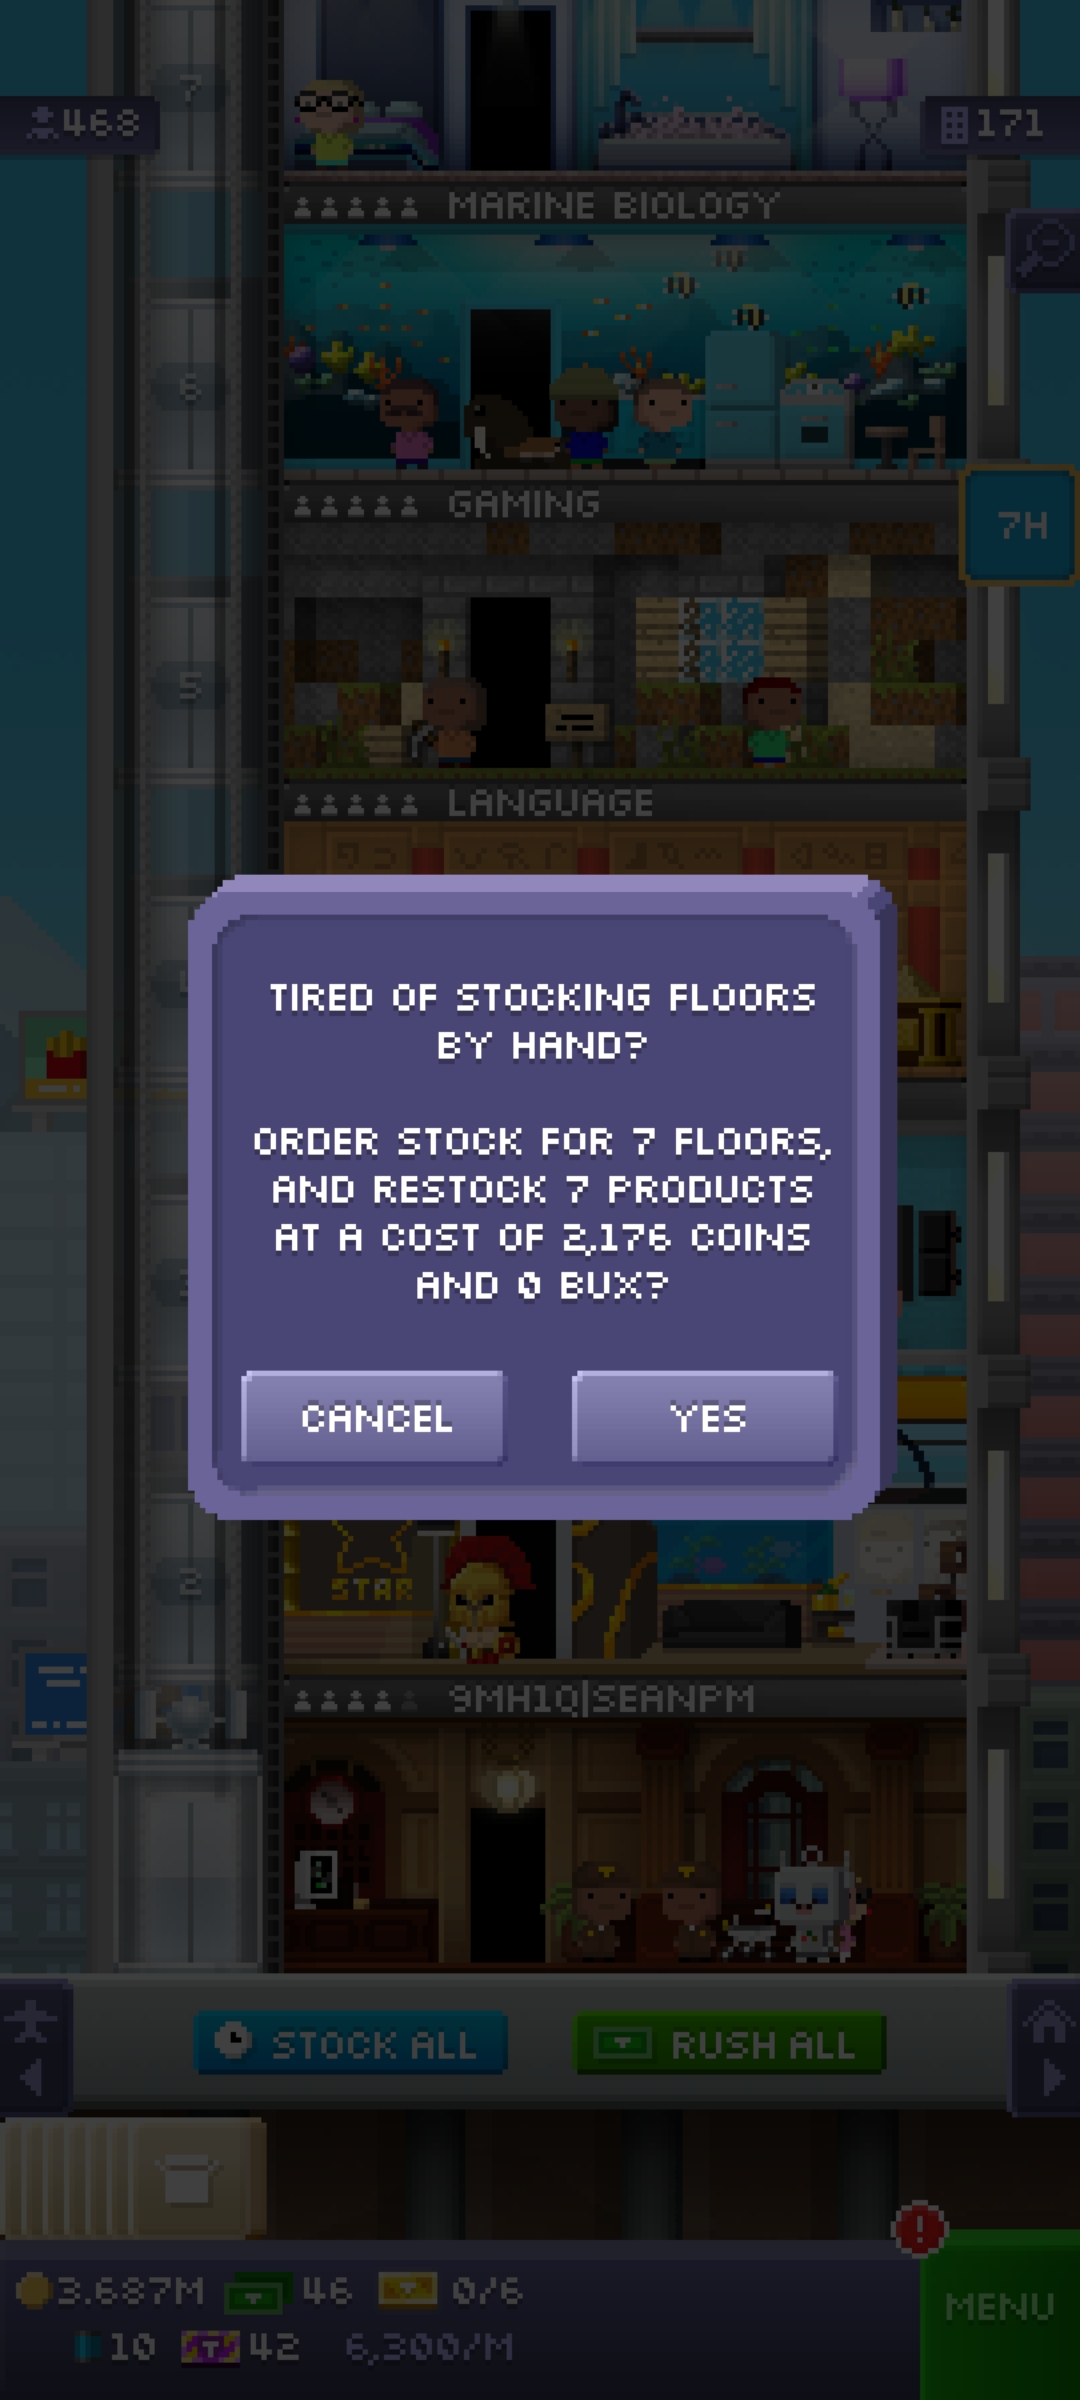 7
468
171
MARINE BIOLOGY
6
GAMING
7H
5
LANGUAGE
TIRED OF STOCKING FLOORS
BY HAND?
ORDER STOCK FOR 7 FLOORS,
AND RESTOCK 7 PRODUCTS
AT A COST OF 2,176 COINS
AND 0 BUX?
CANCEL
YES
2
STAR
9MH1Q|SEANPM
STOCK ALL
RUSH ALL
!
3.687M
46
0/6
MENU
10
42
6,300/M